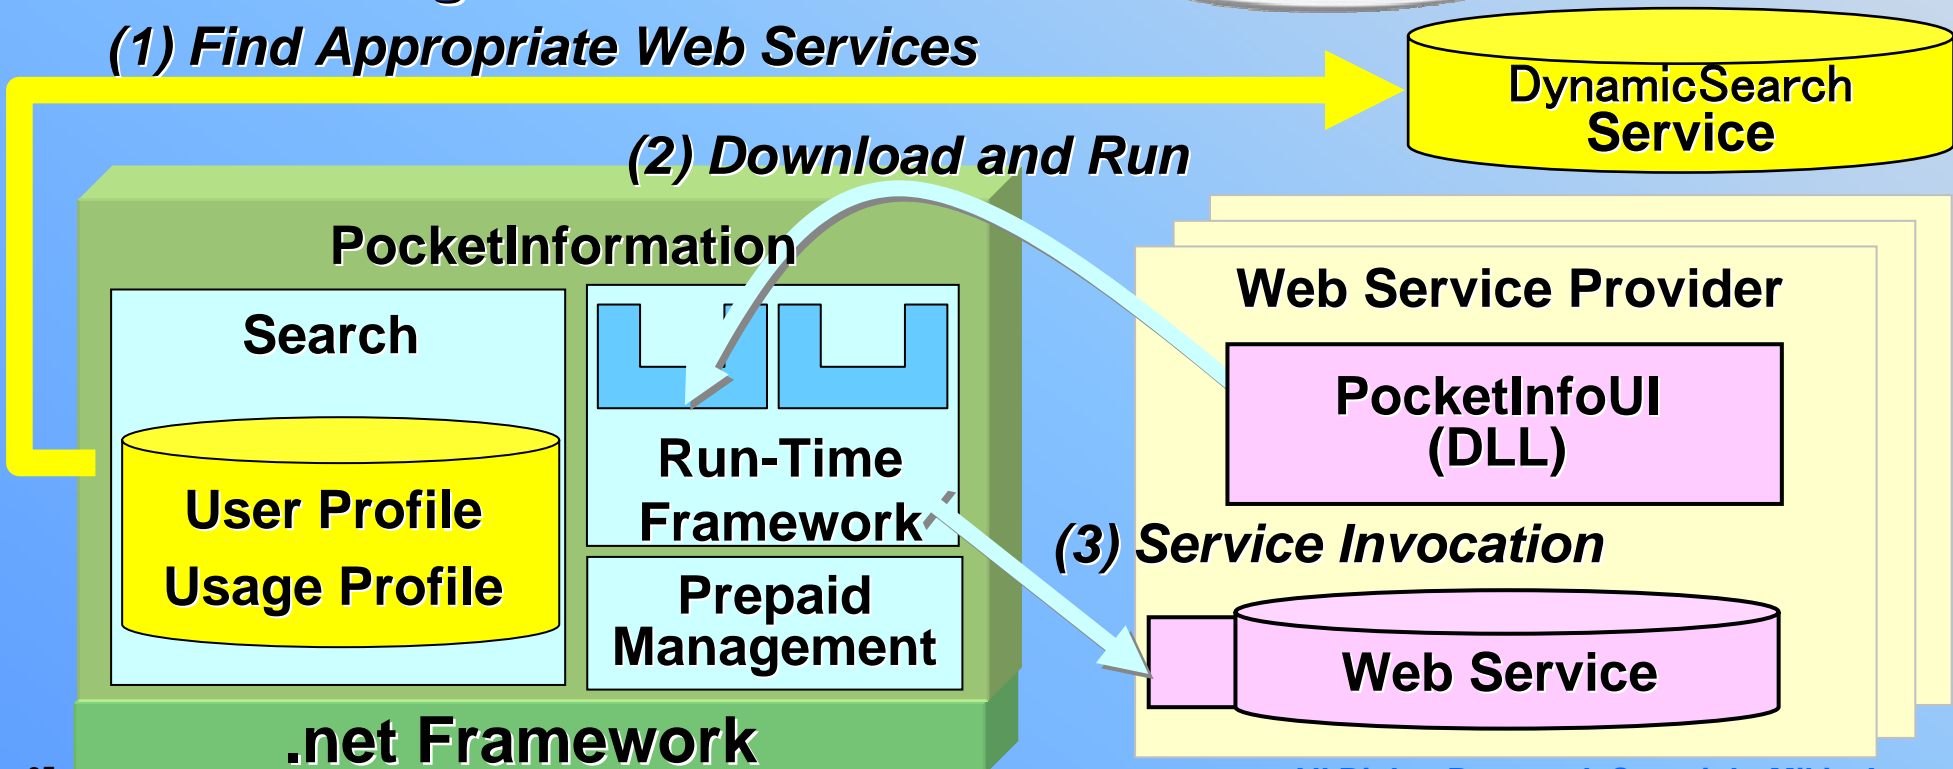 (1) Find Appropriate Web Services
DynamicSearch
Service
(2) Download and Run
PocketInformation
Search
User Profile
Usage Profile
Run-Time
Framework
Prepaid
Management
.net Framework
Web Service Provider
PocketInfoUI
(DLL)
(3) Service Invocation
Web Service